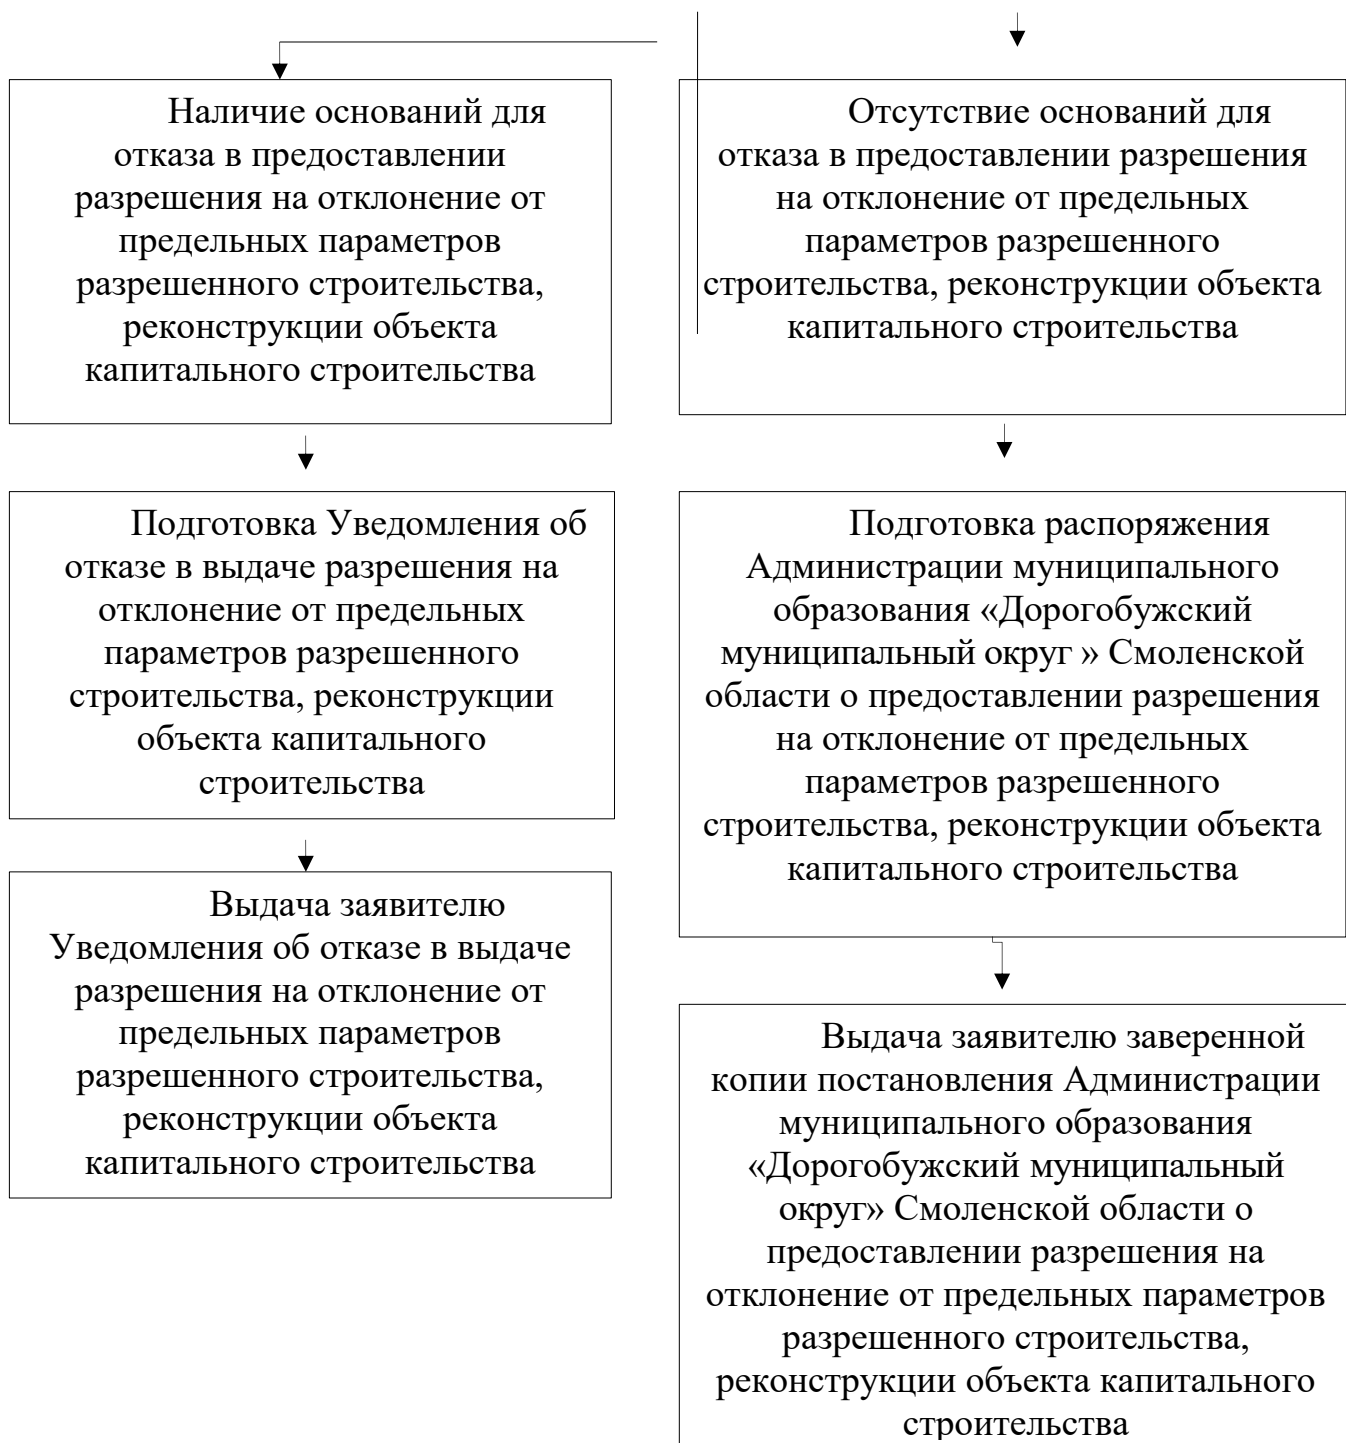 Наличие оснований для
отказа в предоставлении
разрешения на отклонение от
предельных параметров
разрешенного строительства,
реконструкции объекта
капитального строительства
Отсутствие оснований для
отказа в предоставлении разрешения
на отклонение от предельных
параметров разрешенного
строительства, реконструкции объекта
капитального строительства
Подготовка Уведомления об
отказе в выдаче разрешения на
отклонение от предельных
параметров разрешенного
строительства, реконструкции
объекта капитального
строительства
Подготовка распоряжения
Администрации муниципального
образования «Дорогобужский
муниципальный округ » Смоленской
области о предоставлении разрешения
на отклонение от предельных
параметров разрешенного
строительства, реконструкции объекта
капитального строительства
Выдача заявителю
Уведомления об отказе в выдаче
разрешения на отклонение от
предельных параметров
разрешенного строительства,
реконструкции объекта
капитального строительства
Выдача заявителю заверенной
копии постановления Администрации
муниципального образования
«Дорогобужский муниципальный
округ» Смоленской области о
предоставлении разрешения на
отклонение от предельных параметров
разрешенного строительства,
реконструкции объекта капитального
строительства